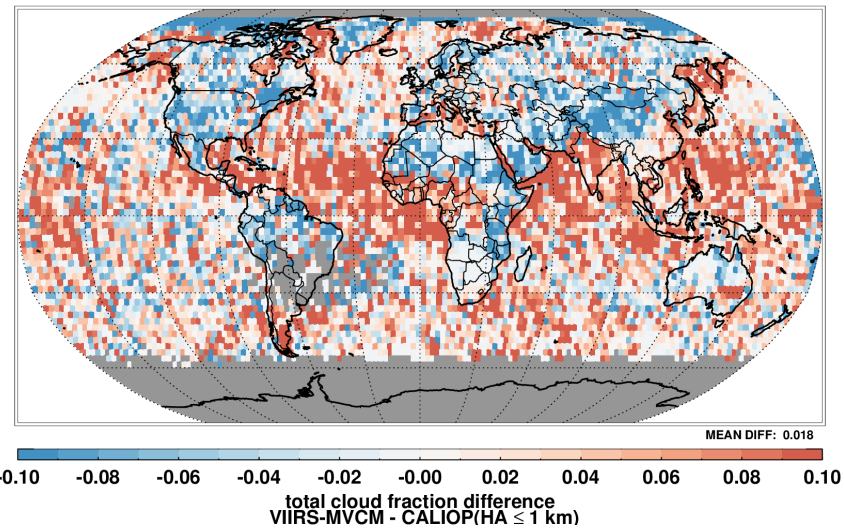 MEAN DIFF: 0.018
-0.10 -0.08 -0.06 -0.04 -0.02 -0.00 0.02 0.04 0.06 0.08 0.10
total cloud fraction difference
VIIRS-MVCM - CALIOP(HA ≤ 1 km)